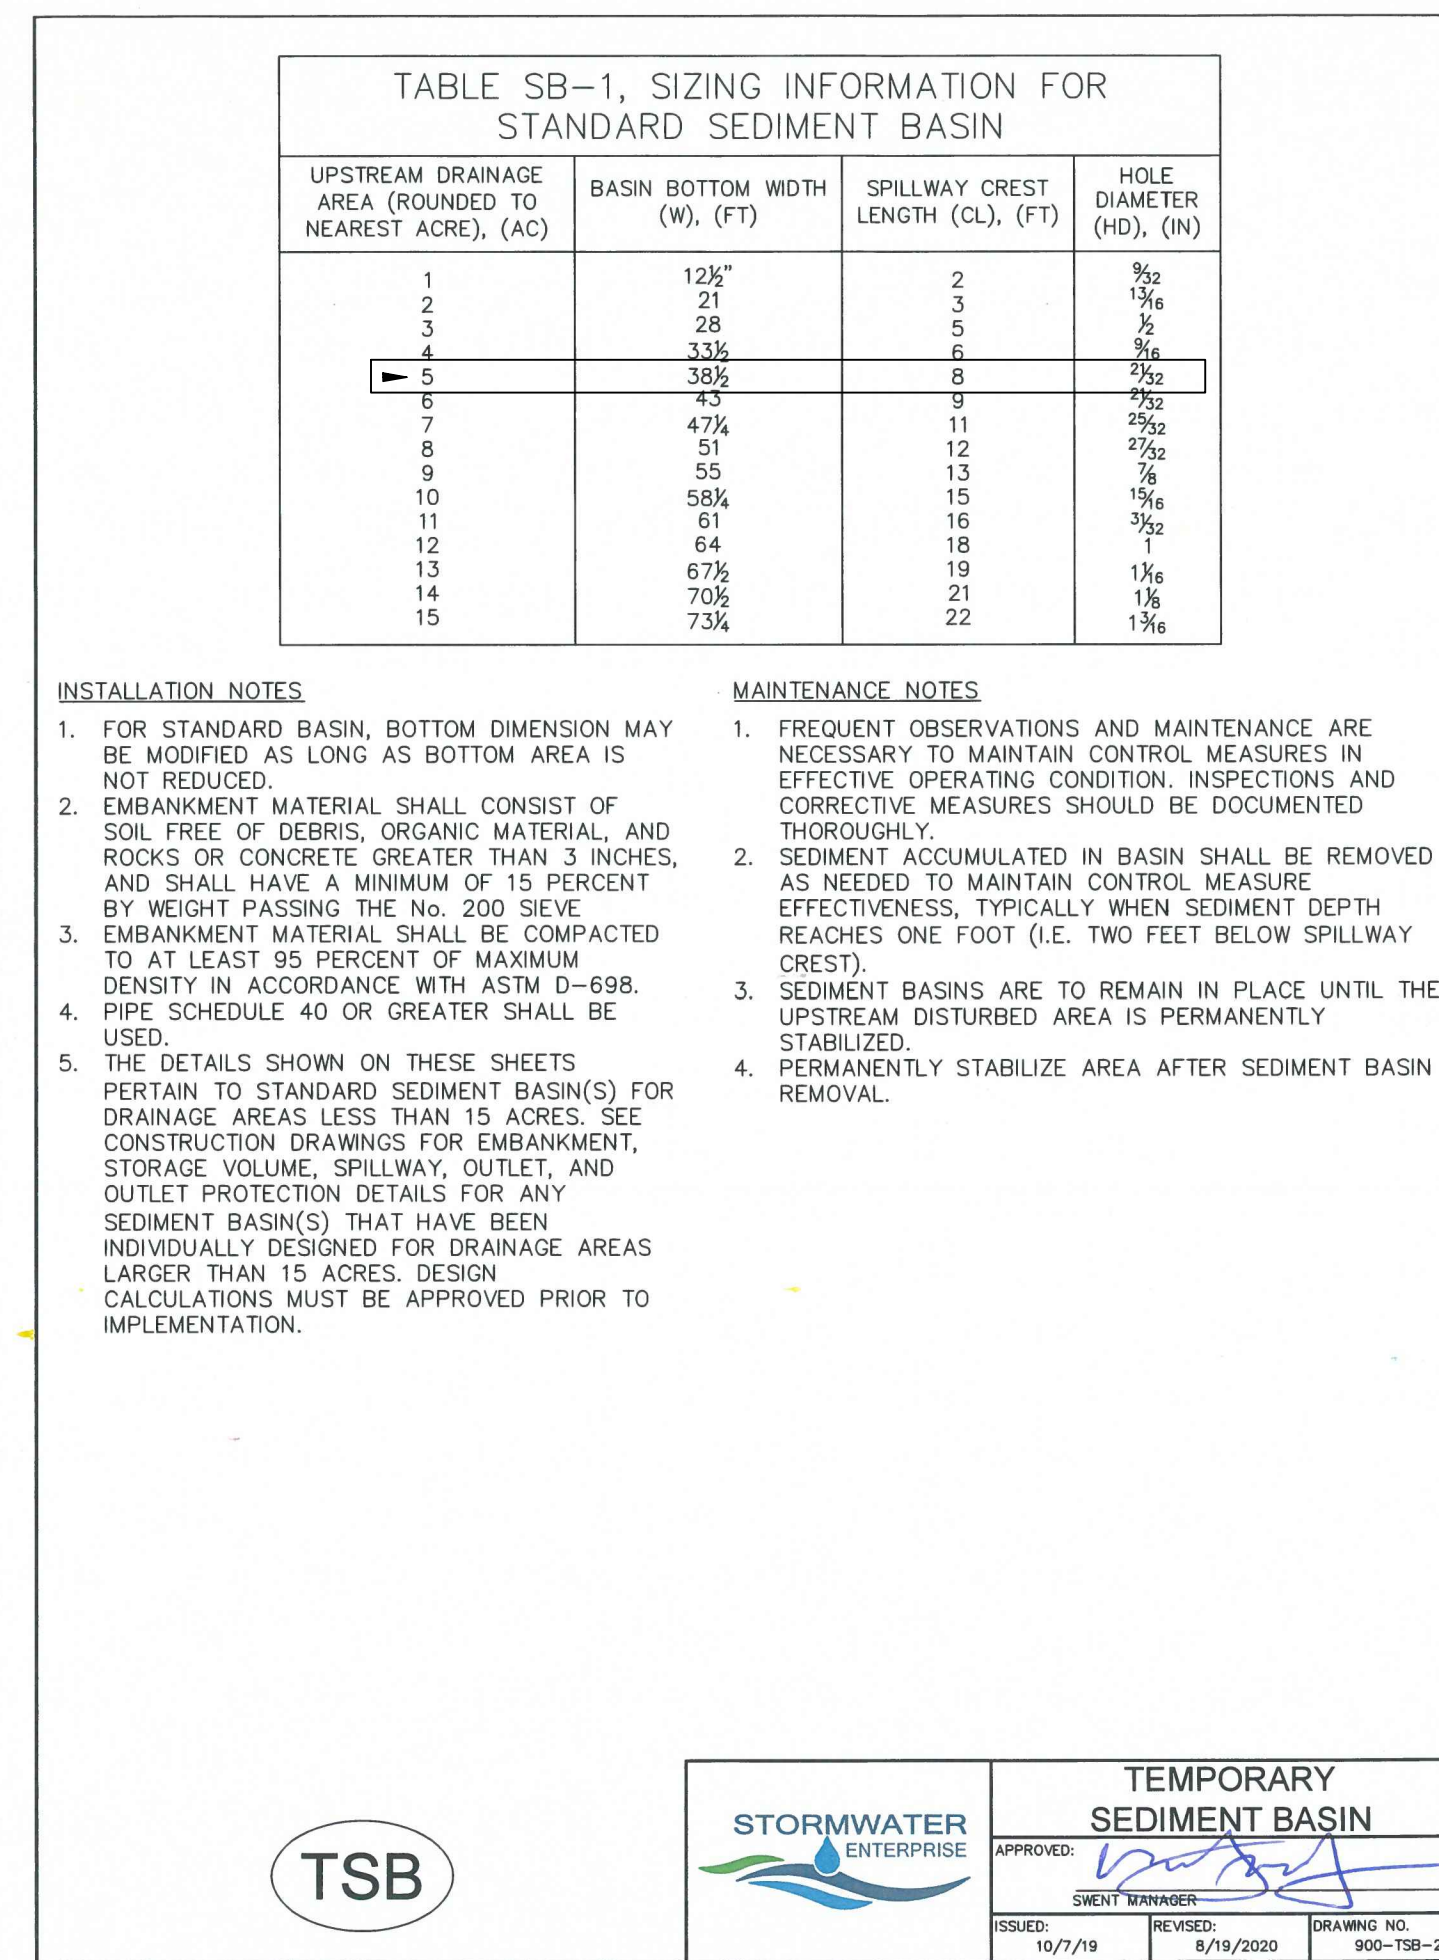 TABLE SB-1, SIZING INFORMATION FOR
STANDARD SEDIMENT BASIN
UPSTREAM DRAINAGE
AREA (ROUNDED TO
NEAREST ACRE), (AC)
BASIN BOTTOM WIDTH
(W), (FT)
SPILLWAY CREST
LENGTH (CL), (FT)
HOLE
DIAMETER
(HD), (IN)
1 12½" 2 9/32
2 21 3 13/16
3 28 5 ½
4 33½ 6 9/16
5 38½ 8 21/32
6 43 9 21/32
7 47¼ 11 25/32
8 51 12 27/32
9 55 13 7/8
10 58¼ 15 15/16
11 61 16 31/32
12 64 18 1
13 67½ 19 1 1/16
14 70½ 21 1 1/8
15 73¼ 22 1 3/16
INSTALLATION NOTES
1. FOR STANDARD BASIN, BOTTOM DIMENSION MAY
BE MODIFIED AS LONG AS BOTTOM AREA IS
NOT REDUCED.
2. EMBANKMENT MATERIAL SHALL CONSIST OF
SOIL FREE OF DEBRIS, ORGANIC MATERIAL, AND
ROCKS OR CONCRETE GREATER THAN 3 INCHES,
AND SHALL HAVE A MINIMUM OF 15 PERCENT
BY WEIGHT PASSING THE No. 200 SIEVE
3. EMBANKMENT MATERIAL SHALL BE COMPACTED
TO AT LEAST 95 PERCENT OF MAXIMUM
DENSITY IN ACCORDANCE WITH ASTM D-698.
4. PIPE SCHEDULE 40 OR GREATER SHALL BE
USED.
5. THE DETAILS SHOWN ON THESE SHEETS
PERTAIN TO STANDARD SEDIMENT BASIN(S) FOR
DRAINAGE AREAS LESS THAN 15 ACRES. SEE
CONSTRUCTION DRAWINGS FOR EMBANKMENT,
STORAGE VOLUME, SPILLWAY, OUTLET, AND
OUTLET PROTECTION DETAILS FOR ANY
SEDIMENT BASIN(S) THAT HAVE BEEN
INDIVIDUALLY DESIGNED FOR DRAINAGE AREAS
LARGER THAN 15 ACRES. DESIGN
CALCULATIONS MUST BE APPROVED PRIOR TO
IMPLEMENTATION.
MAINTENANCE NOTES
1. FREQUENT OBSERVATIONS AND MAINTENANCE ARE
NECESSARY TO MAINTAIN CONTROL MEASURES IN
EFFECTIVE OPERATING CONDITION. INSPECTIONS AND
CORRECTIVE MEASURES SHOULD BE DOCUMENTED
THOROUGHLY.
2. SEDIMENT ACCUMULATED IN BASIN SHALL BE REMOVED
AS NEEDED TO MAINTAIN CONTROL MEASURE
EFFECTIVENESS, TYPICALLY WHEN SEDIMENT DEPTH
REACHES ONE FOOT (I.E. TWO FEET BELOW SPILLWAY
CREST).
3. SEDIMENT BASINS ARE TO REMAIN IN PLACE UNTIL THE
UPSTREAM DISTURBED AREA IS PERMANENTLY
STABILIZED.
4. PERMANENTLY STABILIZE AREA AFTER SEDIMENT BASIN
REMOVAL.
TSB
STORMWATER
ENTERPRISE
TEMPORARY
SEDIMENT BASIN
APPROVED:
SWENT MANAGER
ISSUED:
10/7/19
REVISED:
8/19/2020
DRAWING NO.
900-TSB-2